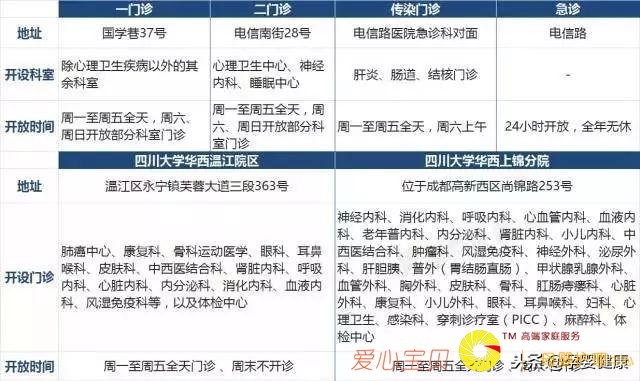 一门诊 二门诊 传染门诊 急诊
地址 国学巷37号 电信南街28号 电信路医院急诊科对面 电信路
开设科室 除心理卫生疾病以外的其余科室 心理卫生中心、神经内科、睡眠中心 肝炎、肠道、结核门诊 -
开放时间 周一至周五全天，周六、周日开放部分科室门诊 周一至周五全天，周六、周日开放部分科室门诊 周一至周五全天，周六上午 24小时开放，全年无休
四川大学华西温江院区 四川大学华西上锦分院
地址 温江区永宁镇芙蓉大道三段363号 位于成都高新西区尚锦路253号
开设门诊
肺癌中心、康复科、骨科运动医学、眼科、耳鼻
喉科、皮肤科、中西医结合科、肾脏内科、呼吸
内科、心脏内科、内分泌科、消化内科、血液内
科、风湿免疫科等，以及体检中心
神经内科、消化内科、呼吸内科、心血管内科、血液内
科、老年普内科、内分泌科、肾脏内科、小儿内科、中
西医结合科、肿瘤科、风湿免疫科、神经外科、泌尿外
科、肝胆胰、普外（胃结肠直肠）、甲状腺乳腺外科、
血管外科、胸外科、皮肤科、骨科、肛肠痔瘘科、心脏
外科、康复科、小儿外科、眼科、耳鼻喉科、妇科、心
理卫生、感染科、穿刺诊疗室（PICC）、麻醉科、体
检中心
开放时间 周一至周五全天门诊、周末不开诊 周一至周五全天门诊
TM 高端家庭服务
爱心宝贝
头条@孕婴健康